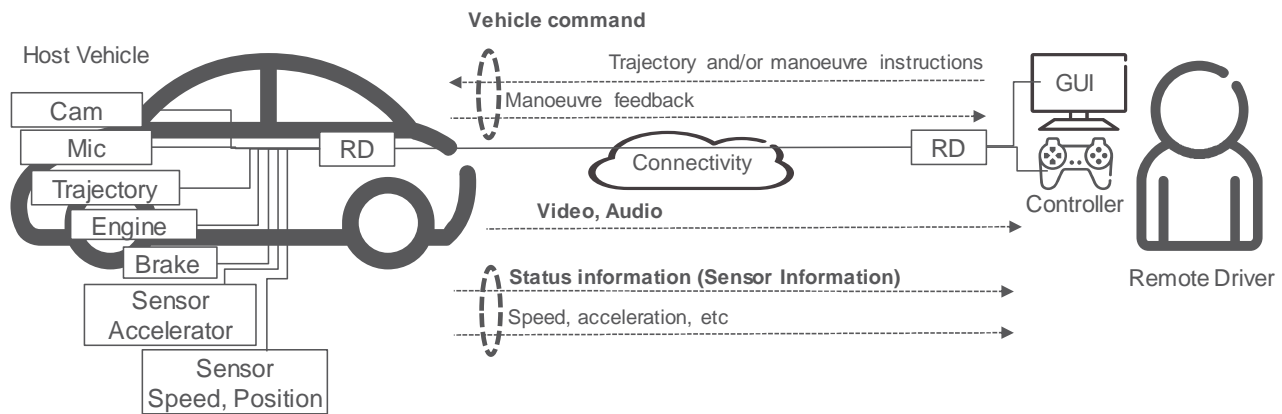 Vehicle command
Host Vehicle
Trajectory and/or manoeuvre instructions
GUI
Cam
Manoeuvre feedback
Mic
RD
Connectivity
RD
Trajectory
Controller
Engine
Video, Audio
Brake
Status information (Sensor Information)
Remote Driver
Sensor
Accelerator
Speed, acceleration, etc
Sensor
Speed, Position